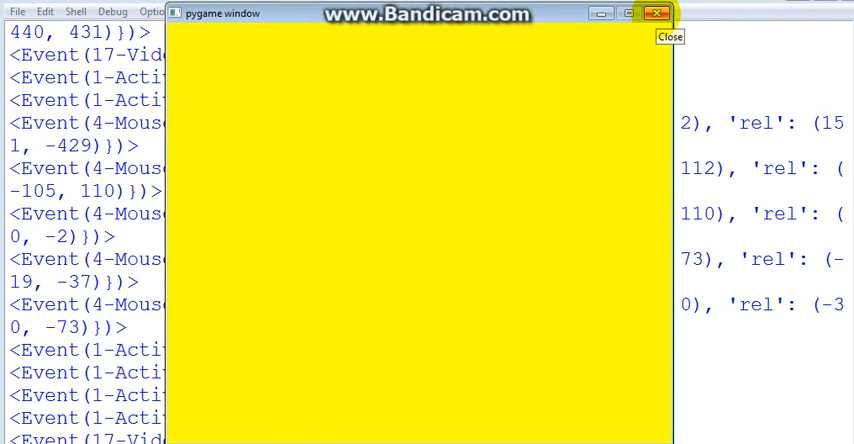 File Shell Debug Optio
pygame window
www.Bandicam.com
Close
440, 431)})>
<Event(17-Vid
<Event(1-Acti
<Event(1-Acti
<Event(4-Mous 2), 'rel': (15
1, -429)})>
<Event(4-Mous 112), 'rel': (
-105, 110)})>
<Event(4-Mous 110), 'rel': (
0, -2)})>
<Event(4-Mous 73), 'rel': (-
19, -37)})>
<Event(4-Mous 0), 'rel': (-3
0, -73)})>
<Event(1-Acti
<Event(1-Acti
<Event(1-Acti
<Event(1-Acti
<Event(17-Vid